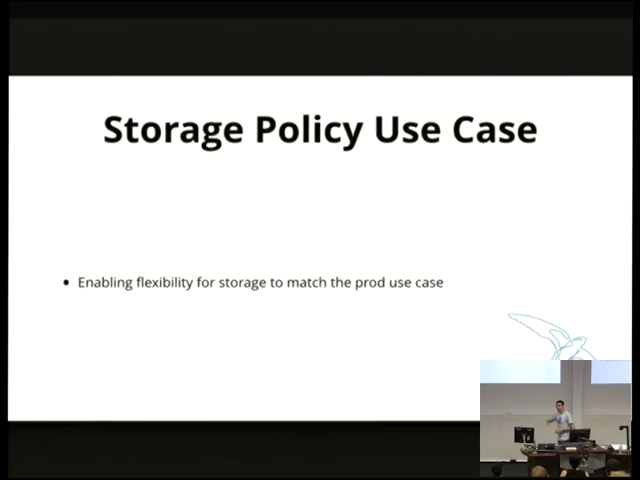 Storage Policy Use Case
• Enabling flexibility for storage to match the prod use case